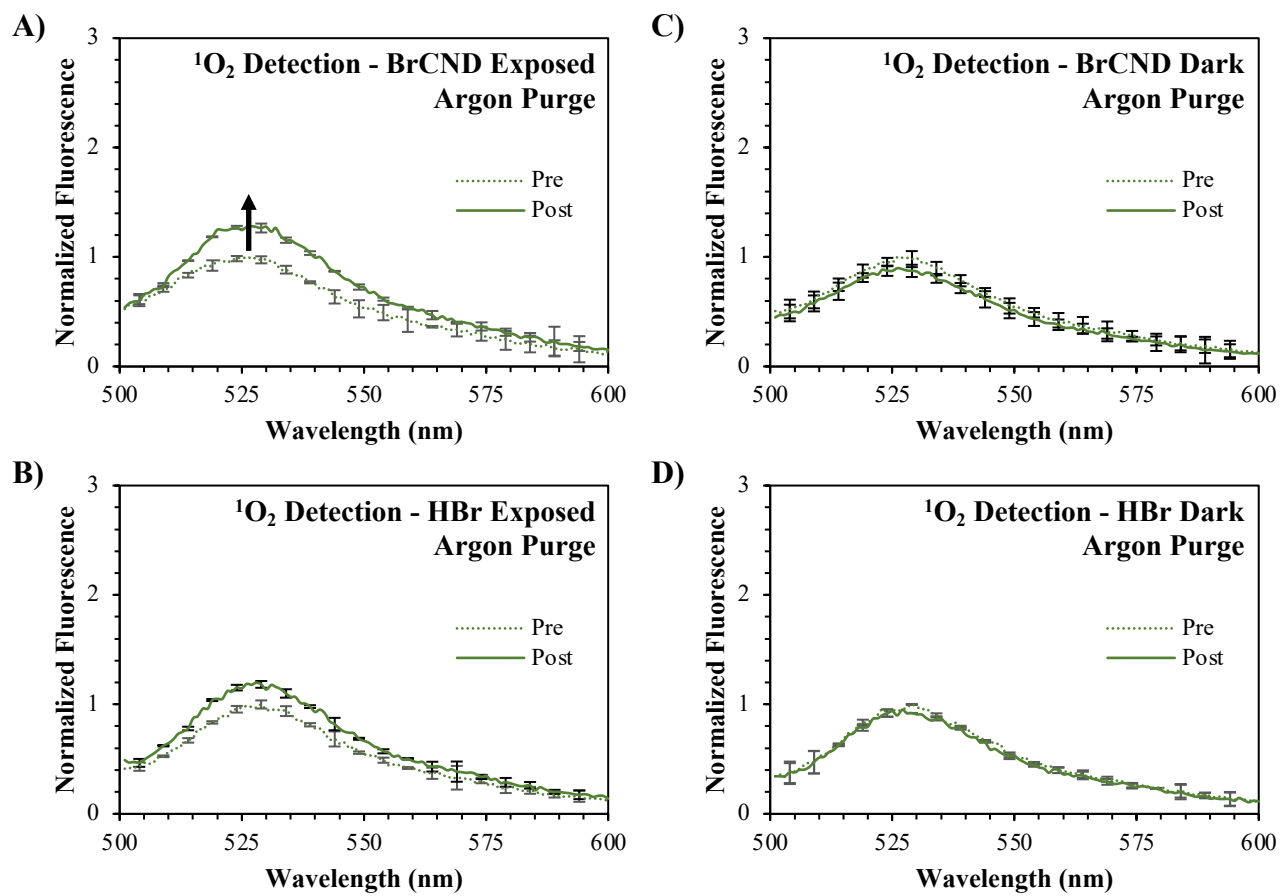 A)
3
2
1
0
Normalized Fluorescence
¹O₂ Detection - BrCND Exposed
Argon Purge
Pre
Post
500
525
550
575
600
Wavelength (nm)
C)
3
2
1
0
Normalized Fluorescence
¹O₂ Detection - BrCND Dark
Argon Purge
Pre
Post
500
525
550
575
600
Wavelength (nm)
B)
3
2
1
0
Normalized Fluorescence
¹O₂ Detection - HBr Exposed
Argon Purge
Pre
Post
500
525
550
575
600
Wavelength (nm)
D)
3
2
1
0
Normalized Fluorescence
¹O₂ Detection - HBr Dark
Argon Purge
Pre
Post
500
525
550
575
600
Wavelength (nm)